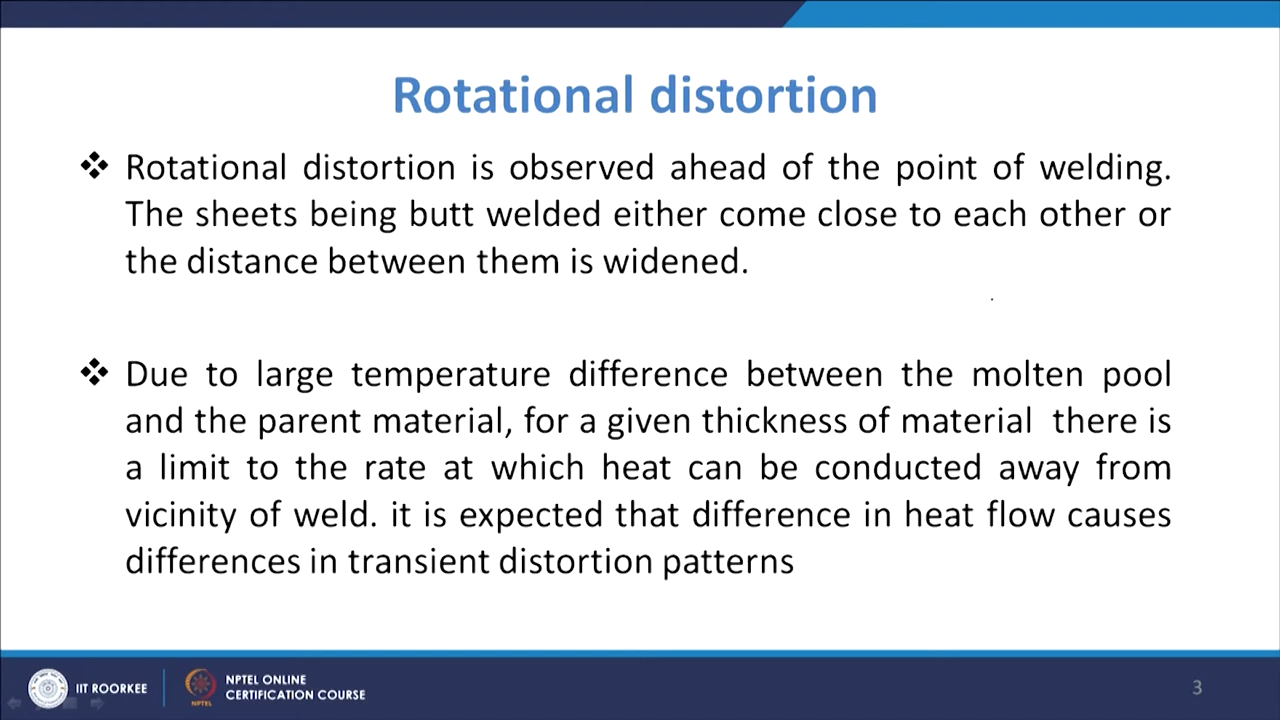 Rotational distortion
❖ Rotational distortion is observed ahead of the point of welding.
The sheets being butt welded either come close to each other or
the distance between them is widened.
❖ Due to large temperature difference between the molten pool
and the parent material, for a given thickness of material there is
a limit to the rate at which heat can be conducted away from
vicinity of weld. it is expected that difference in heat flow causes
differences in transient distortion patterns
IIT ROORKEE
NPTEL
NPTEL ONLINE
CERTIFICATION COURSE
3